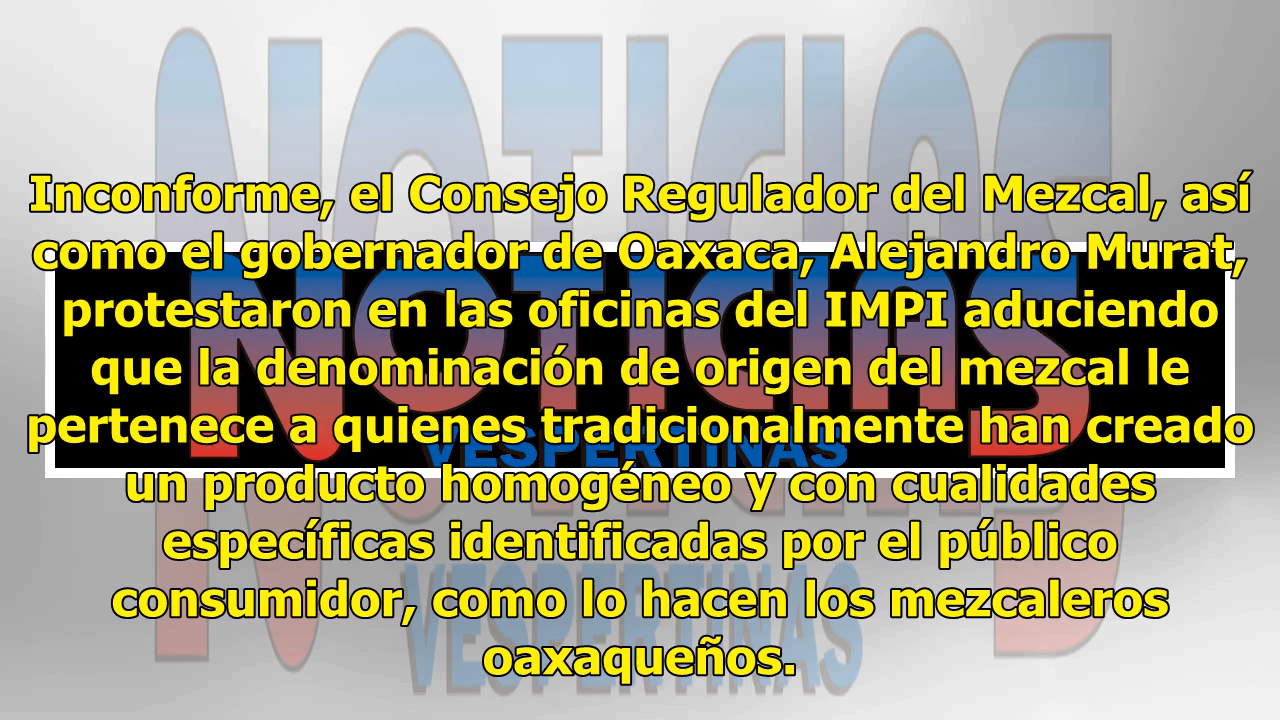 NOTICIAS
Inconforme, el Consejo Regulador del Mezcal, así
como el gobernador de Oaxaca, Alejandro Murat,
protestaron en las oficinas del IMPI aduciendo
que la denominación de origen del mezcal le
pertenece a quienes tradicionalmente han creado
un producto homogéneo y con cualidades
específicas identificadas por el público
consumidor, como lo hacen los mezcaleros
oaxaqueños.
NOTICIAS
VESPERTINAS
VESPERTINAS